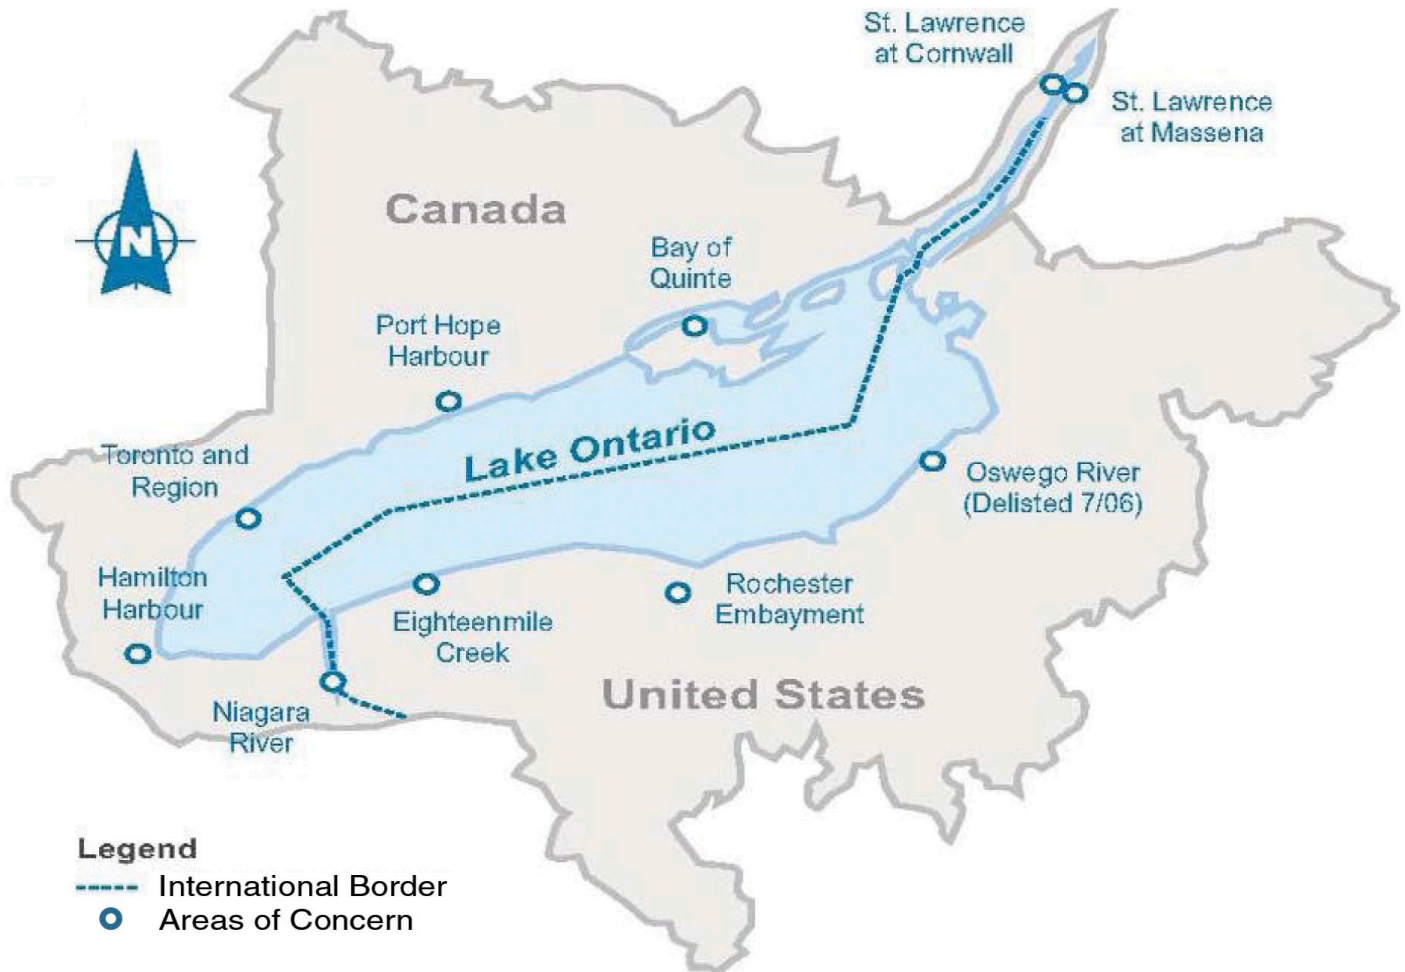 St. Lawrence
at Cornwall
St. Lawrence
at Massena
N
Canada
Bay of
Quinte
Port Hope
Harbour
Lake Ontario
Toronto and
Region
Oswego River
(Delisted 7/06)
Hamilton
Harbour
Eighteenmile
Creek
Rochester
Embayment
United States
Niagara
River
Legend
International Border
Areas of Concern